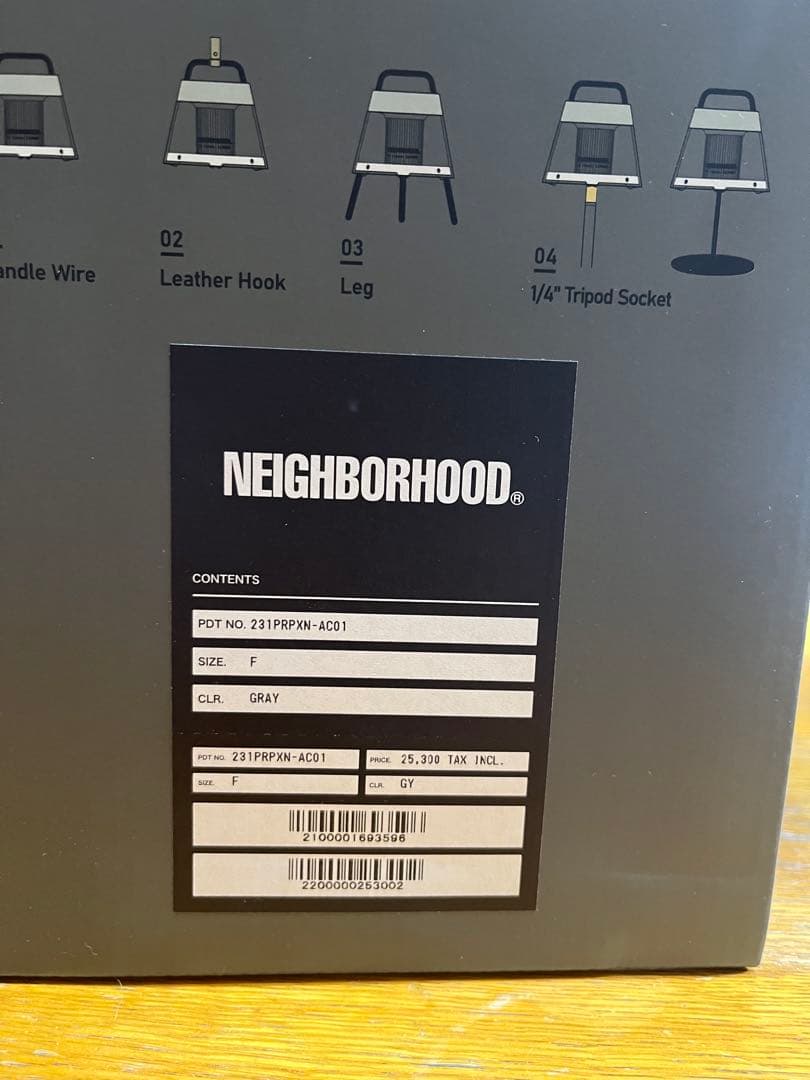 andle Wire
02
Leather Hook
03
Leg
04
1/4" Tripod Socket
NEIGHBORHOOD®
CONTENTS
PDT NO. 231PRPXN-AC01
SIZE. F
CLR. GRAY
PDT NO. 231PRPXN-AC01
PRICE. 25,300 TAX INCL.
SIZE. F
CLR. GY
2100001693596
2200000253002